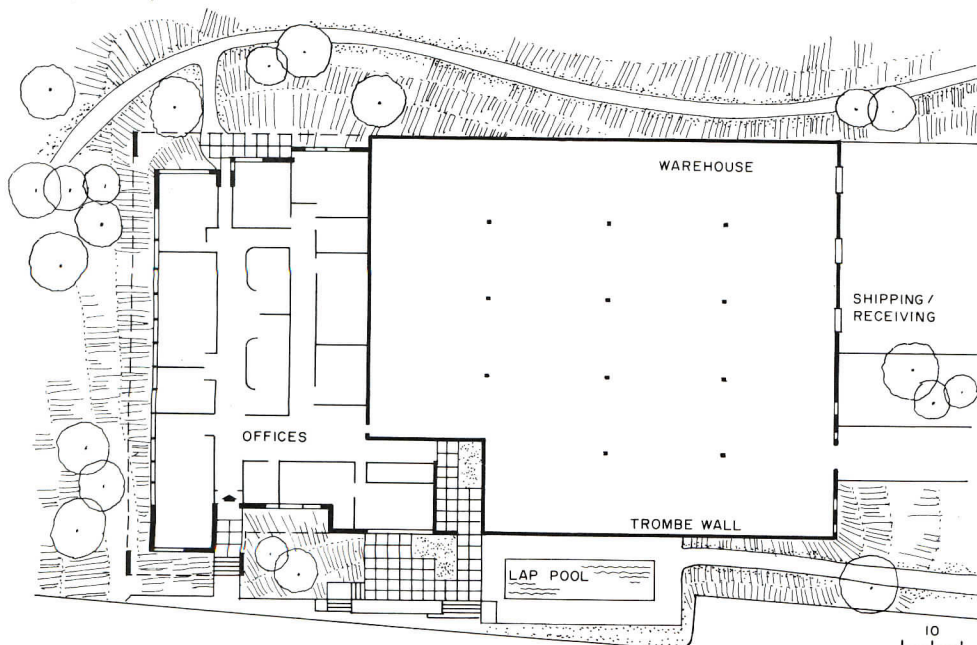 WAREHOUSE
SHIPPING/
RECEIVING
OFFICES
TROMBE WALL
LAP POOL
10